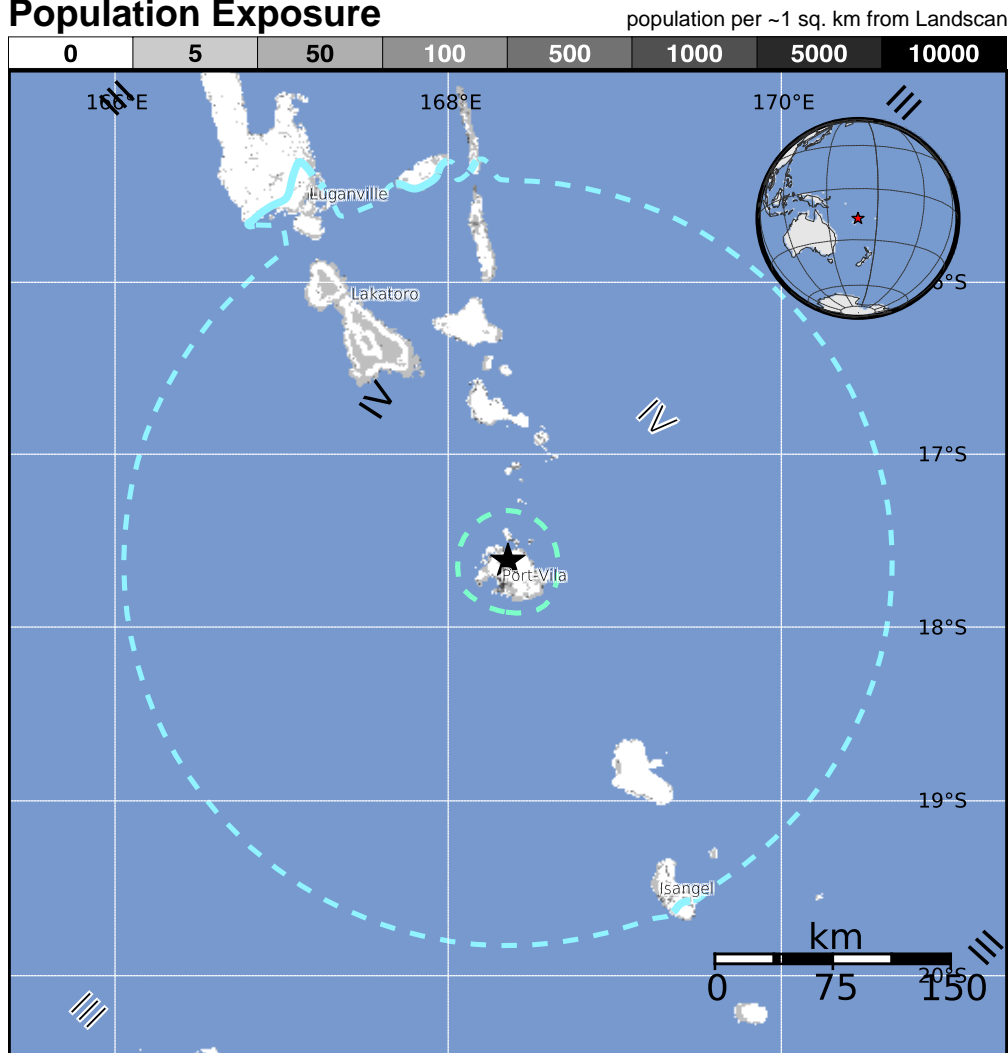 Population Exposure
population per ~1 sq. km from Landscan
0 5 50 100 500 1000 5000 10000
III
168°E
170°E
III
Luganville
Lakatoro
IV
IV
17°S
Port-Vila
18°S
19°S
Isangel
km
III
20°S
0 75 150
III